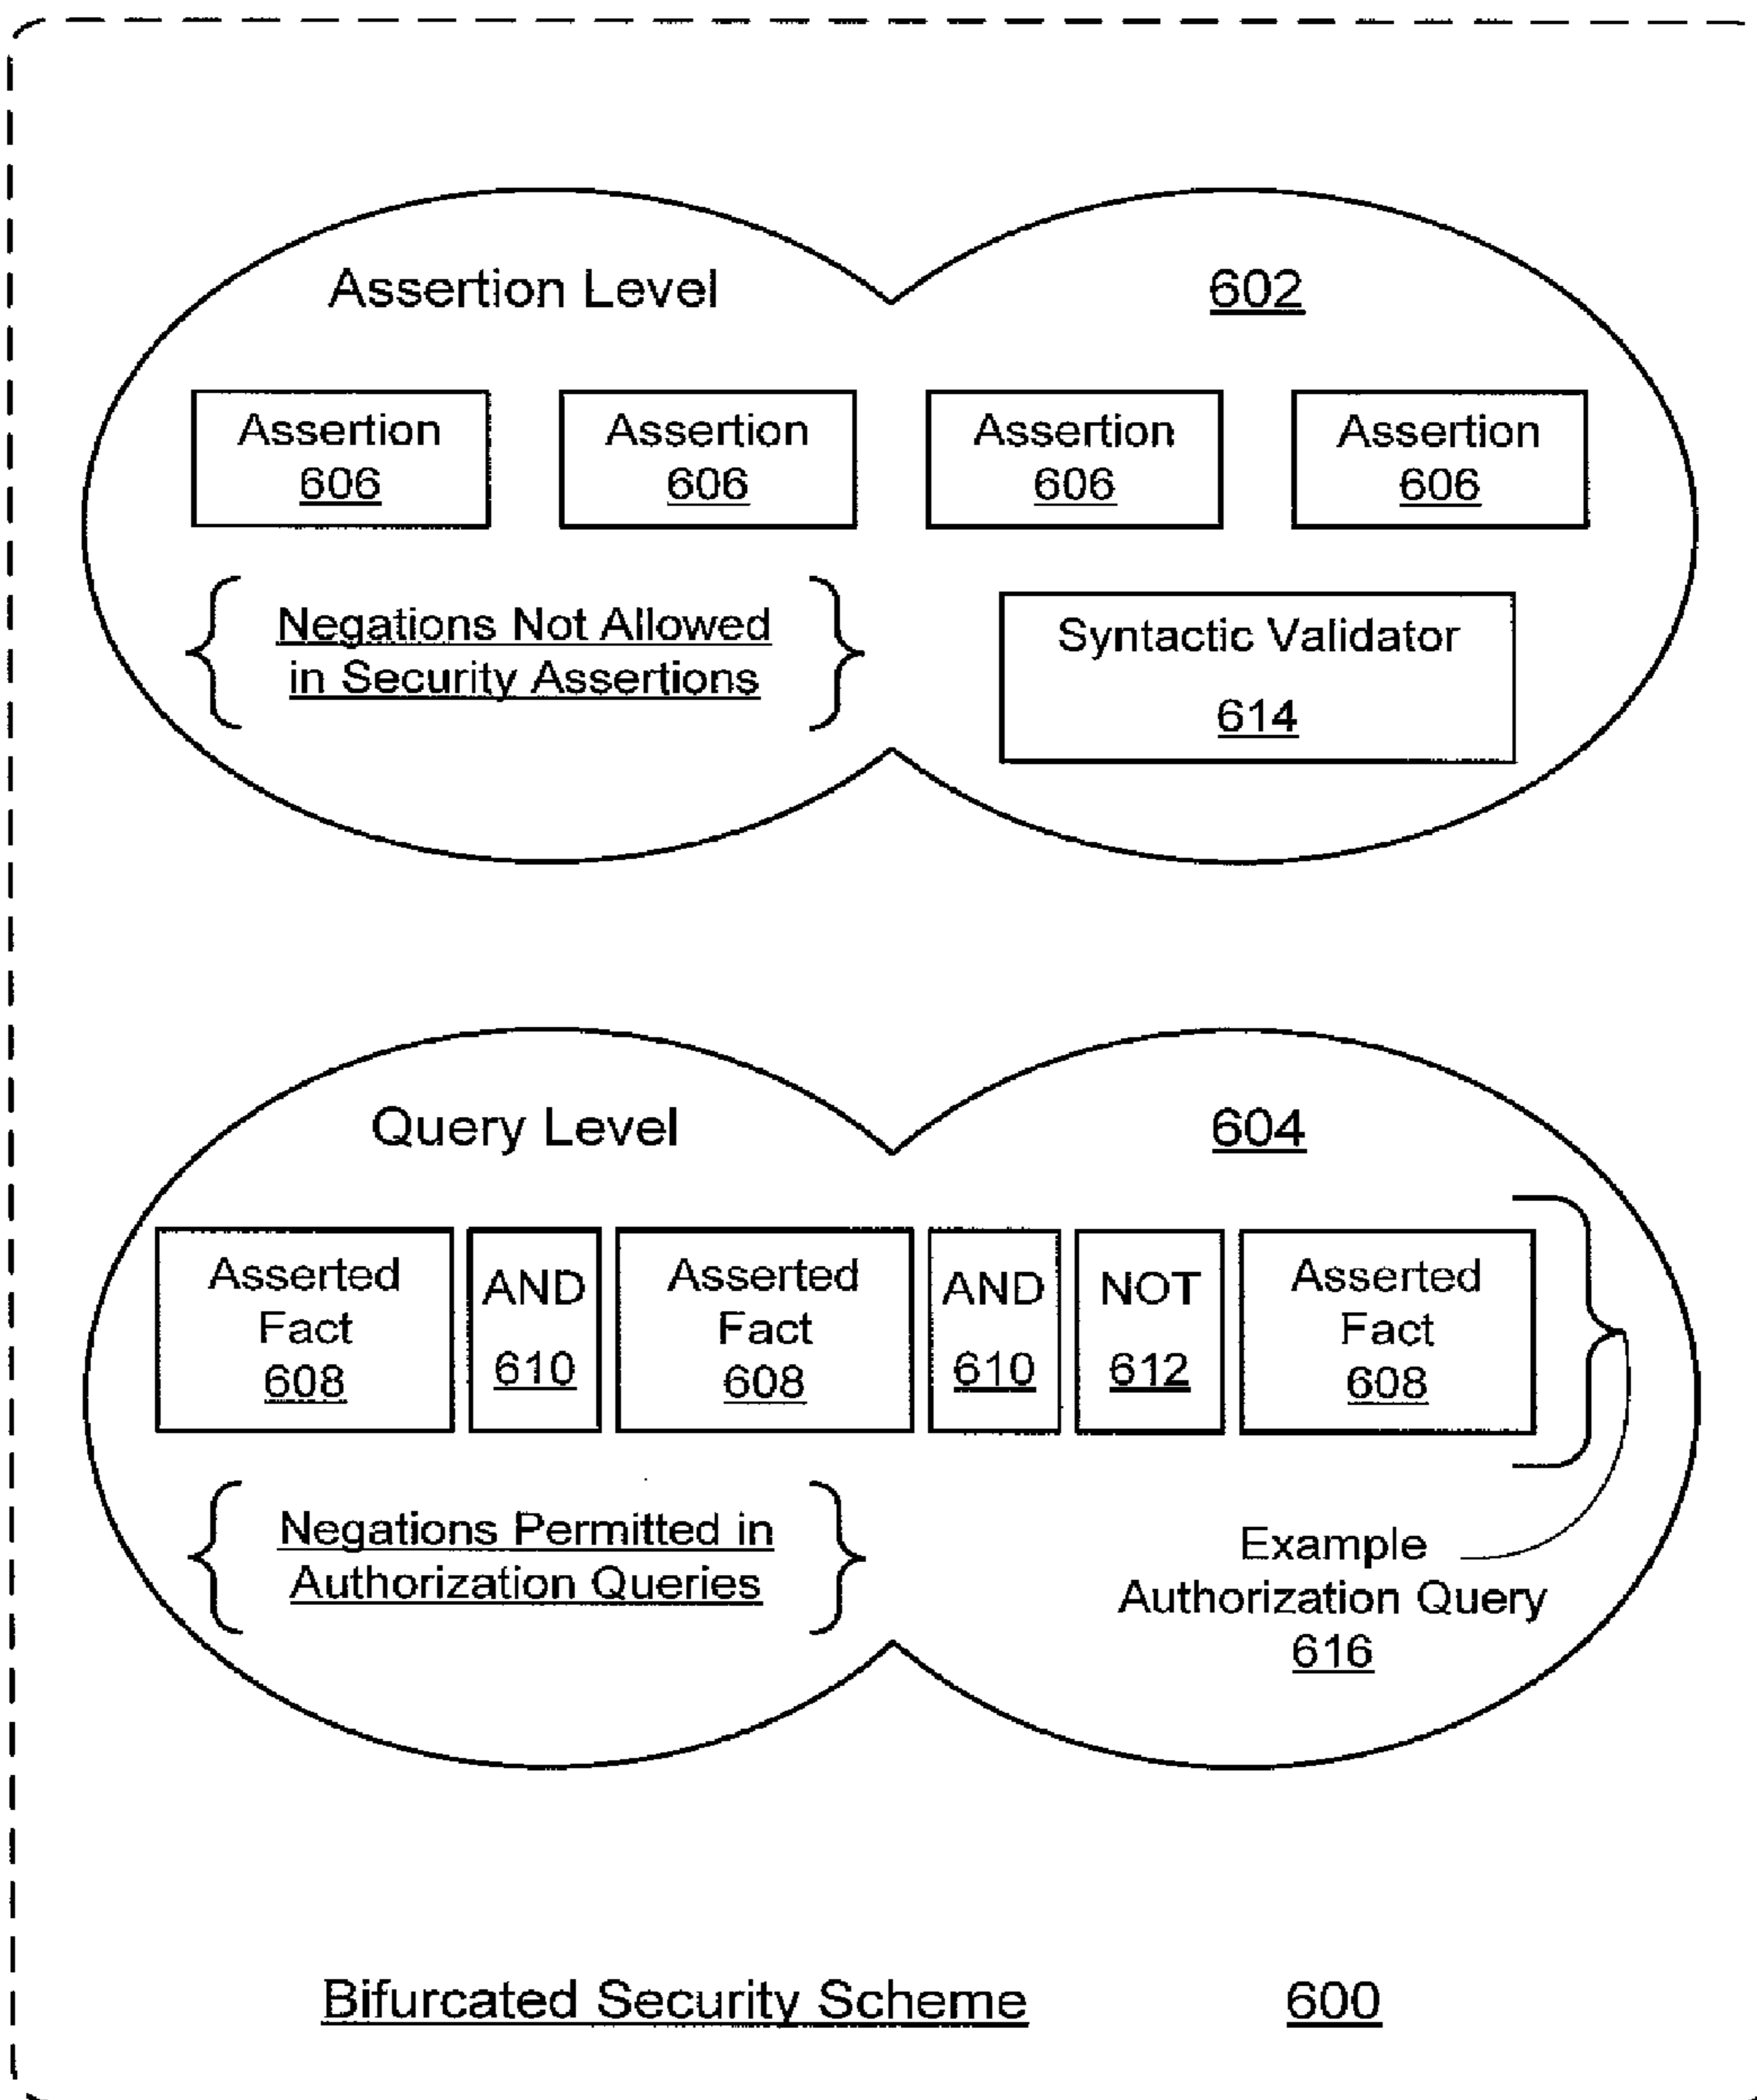 Assertion Level 602
Assertion Assertion Assertion Assertion
606 606 606 606
Negations Not Allowed
in Security Assertions
Syntactic Validator
614
Query Level 604
Asserted
Fact
608
AND
610
Asserted
Fact
608
AND
610
NOT
612
Asserted
Fact
608
Negations Permitted in
Authorization Queries
Example
Authorization Query
616
Bifurcated Security Scheme 600